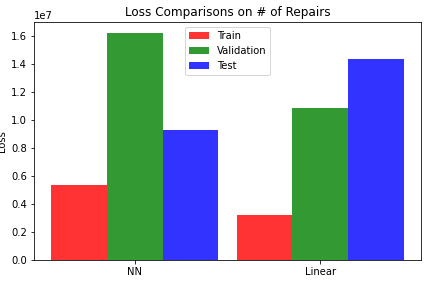 Loss Comparisons on # of Repairs
1e7
Train
Validation
Test
1.6
1.4
1.2
1.0
0.8
0.6
0.4
0.2
0.0
Loss
NN
Linear